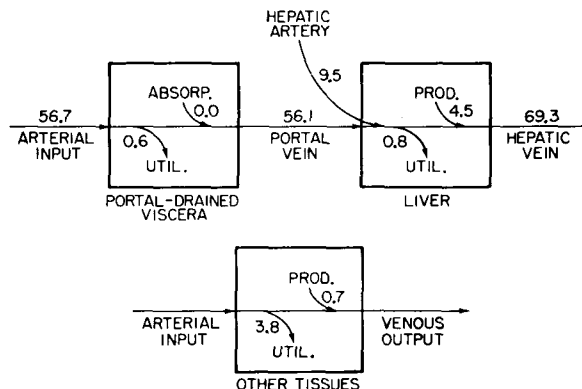 HEPATIC
ARTERY
9.5
ABSORP.
0.0
PROD.
4.5
56.7
56.1
69.3
ARTERIAL
INPUT
0.6
UTIL.
PORTAL
VEIN
0.8
UTIL.
HEPATIC
VEIN
PORTAL-DRAINED
VISCERA
LIVER
PROD.
0.7
ARTERIAL
INPUT
3.8
UTIL.
VENOUS
OUTPUT
OTHER TISSUES